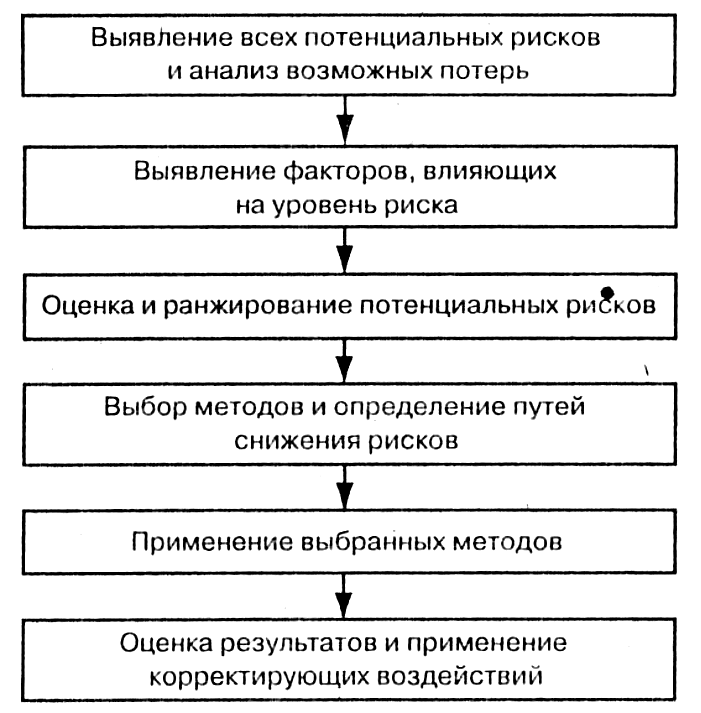 Выявление всех потенциальных рисков
и анализ возможных потерь
Выявление факторов, влияющих
на уровень риска
Оценка и ранжирование потенциальных рисков
Выбор методов и определение путей
снижения рисков
Применение выбранных методов
Оценка результатов и применение
корректирующих воздействий